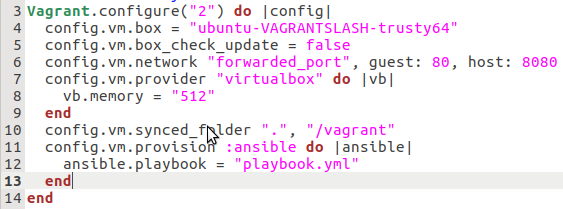 3 Vagrant.configure("2") do |config|
4   config.vm.box = "ubuntu-VAGRANTSLASH-trusty64"
5   config.vm.box_check_update = false
6   config.vm.network "forwarded_port", guest: 80, host: 8080
7   config.vm.provider "virtualbox" do |vb|
8     vb.memory = "512"
9   end
10   config.vm.synced_folder ".", "/vagrant"
11   config.vm.provision :ansible do |ansible|
12     ansible.playbook = "playbook.yml"
13   end
14 end